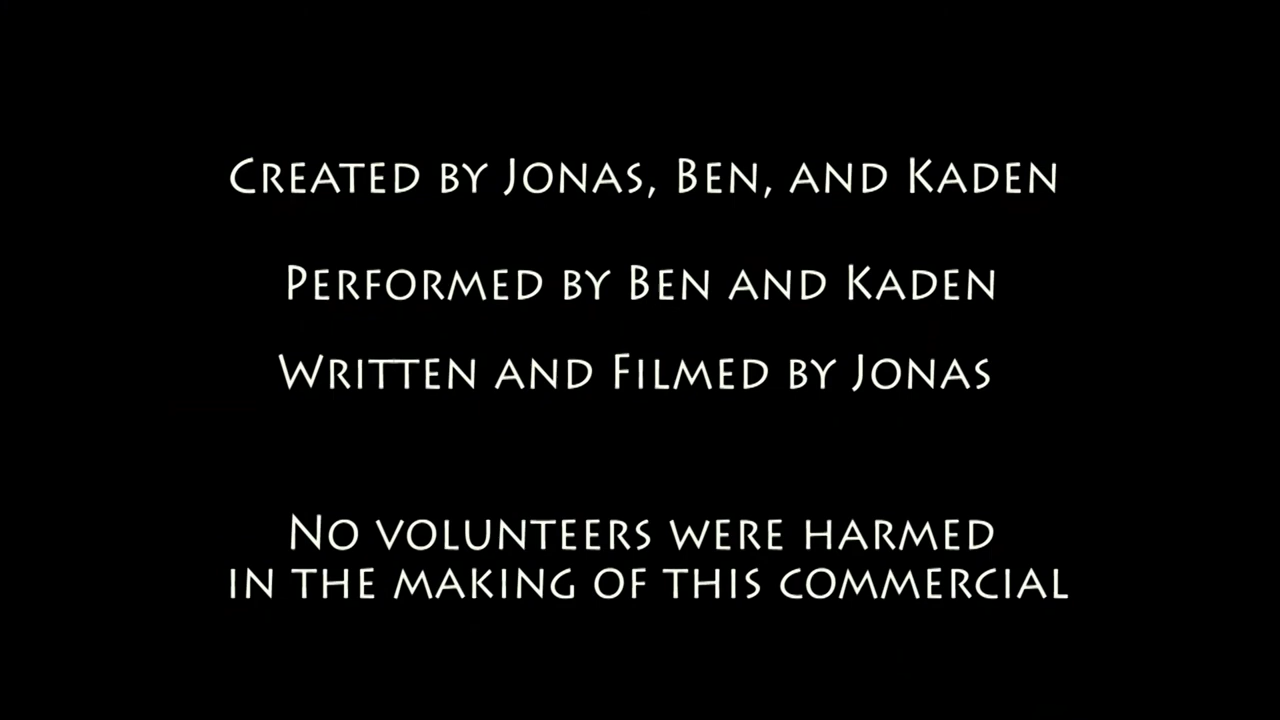 Created by Jonas, Ben, and Kaden
Performed by Ben and Kaden
Written and Filmed by Jonas
No volunteers were harmed
in the making of this commercial